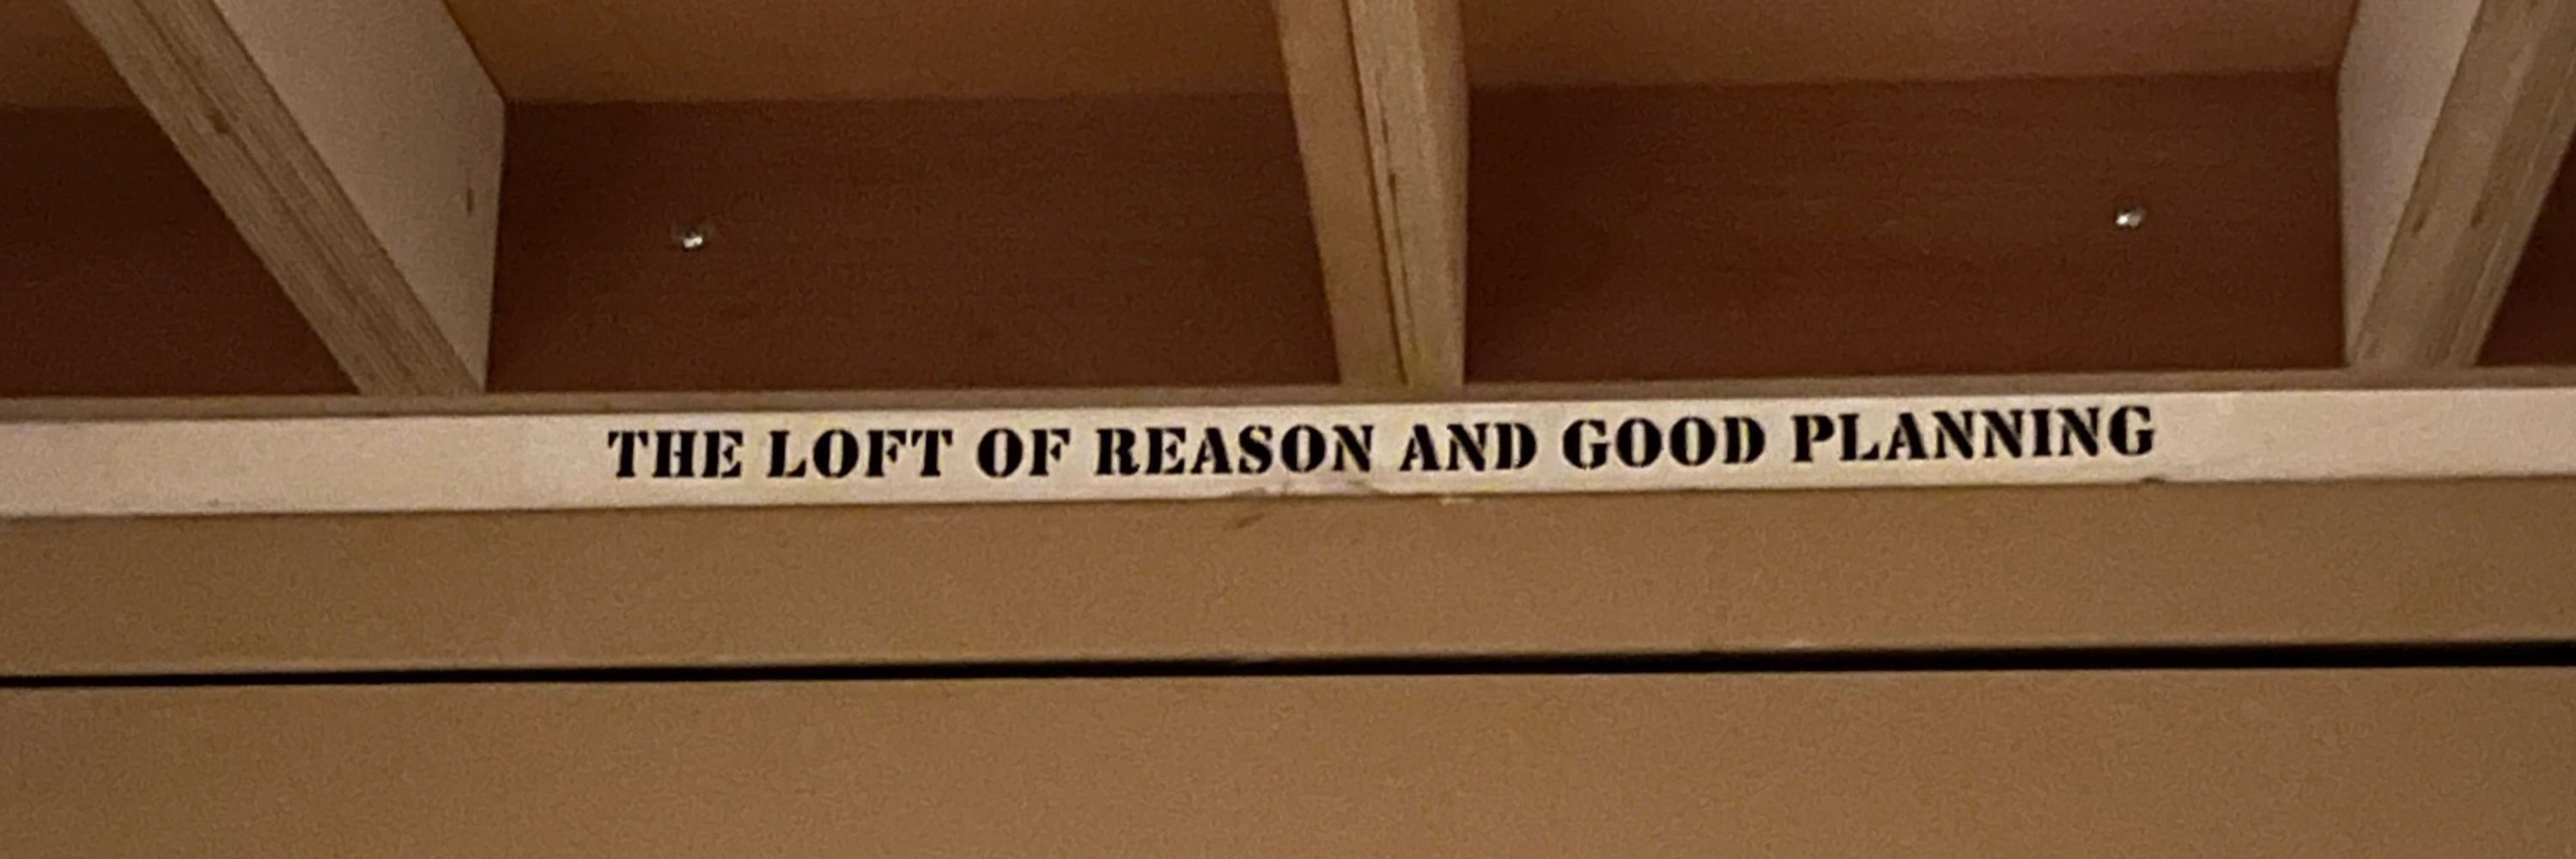 THE LOFT OF REASON AND GOOD PLANNING